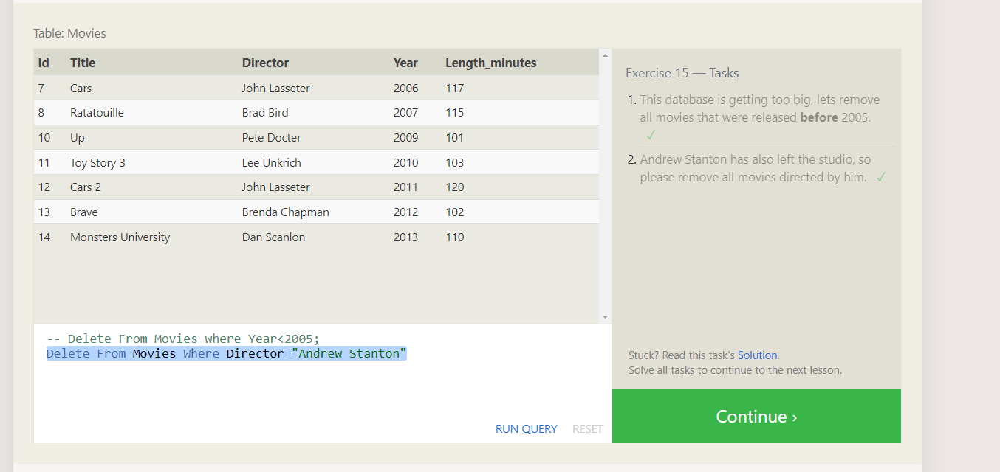 Table: Movies
Id Title Director Year Length_minutes
7 Cars John Lasseter 2006 117
8 Ratatouille Brad Bird 2007 115
10 Up Pete Docter 2009 101
11 Toy Story 3 Lee Unkrich 2010 103
12 Cars 2 John Lasseter 2011 120
13 Brave Brenda Chapman 2012 102
14 Monsters University Dan Scanlon 2013 110
-- Delete From Movies where Year<2005;
Delete From Movies Where Director="Andrew Stanton"
RUN QUERY RESET
Exercise 15 — Tasks
1. This database is getting too big, lets remove
all movies that were released before 2005.
✓
2. Andrew Stanton has also left the studio, so
please remove all movies directed by him. ✓
Stuck? Read this task's Solution.
Solve all tasks to continue to the next lesson.
Continue ›